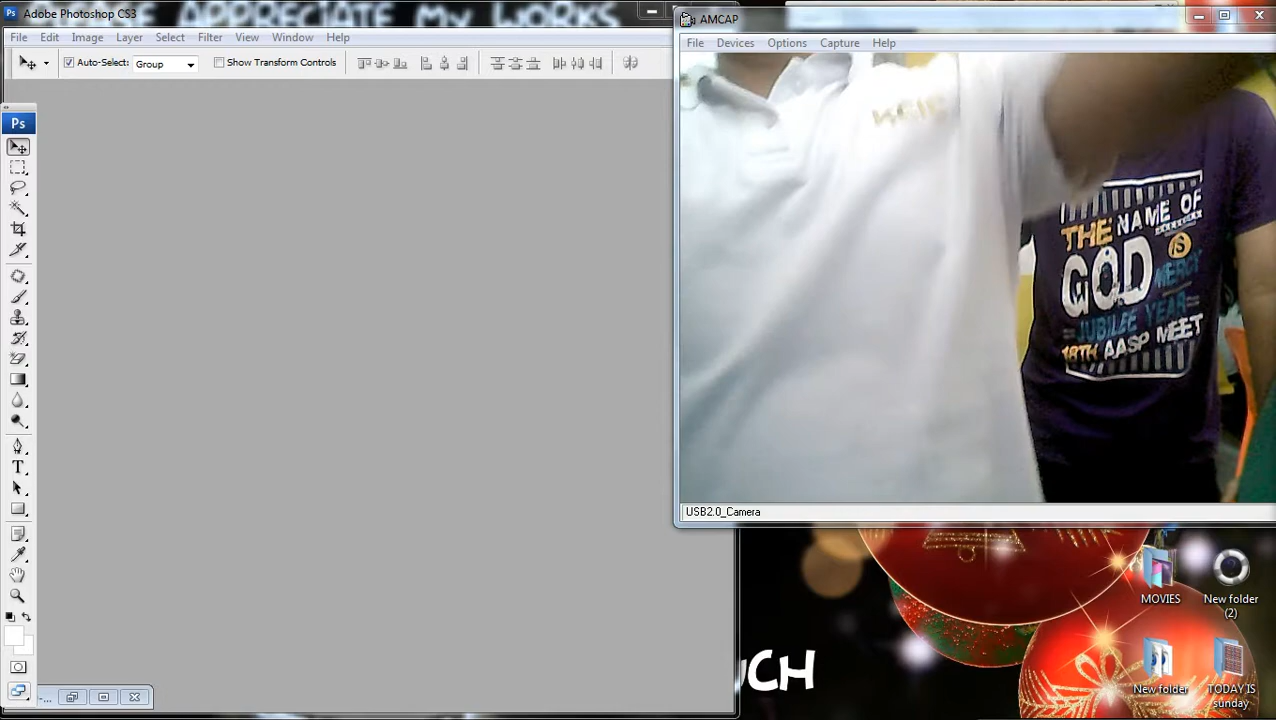 E APPRECIATE my WORKS
Adobe Photoshop CS3
File Edit Image Layer Select Filter View Window Help
Auto-Select: Group Show Transform Controls
Ps
T
AMCAP
File Devices Options Capture Help
THE NAME OF
GOD IS
MERCY
=JUBILEE YEAR=
18TH AASP MEET
USB2.0_Camera
MOVIES
New folder
(2)
UCH
New folder
TODAY IS
sunday